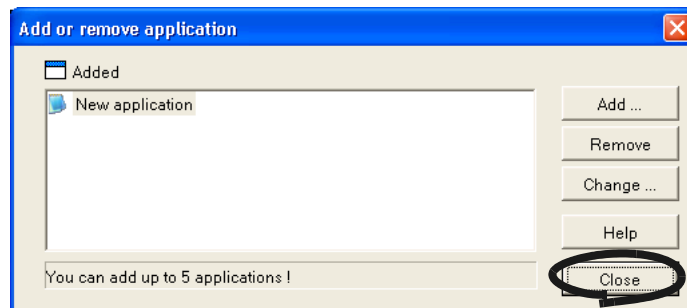 Add or remove application
Added
New application
Add ...
Remove
Change ...
Help
Close
You can add up to 5 applications !